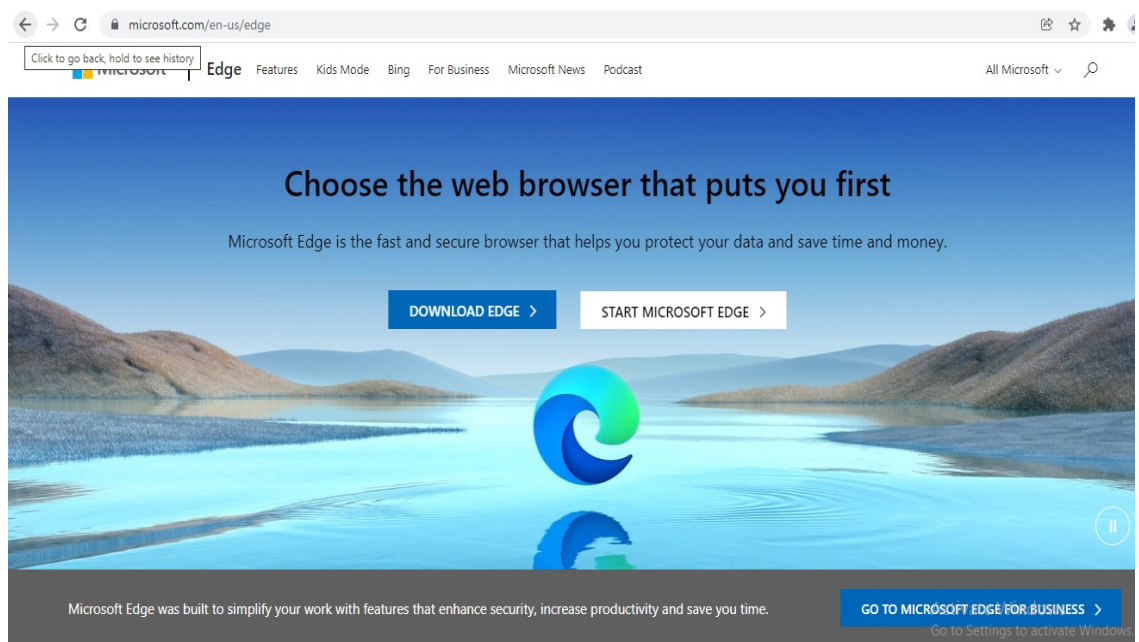 microsoft.com/en-us/edge
Click to go back, hold to see history
Microsoft Edge Features Kids Mode Bing For Business Microsoft News Podcast All Microsoft
Choose the web browser that puts you first
Microsoft Edge is the fast and secure browser that helps you protect your data and save time and money.
DOWNLOAD EDGE START MICROSOFT EDGE
Microsoft Edge was built to simplify your work with features that enhance security, increase productivity and save you time. GO TO MICROSOFT EDGE FOR BUSINESS
Activate Windows
Go to Settings to activate Windows.